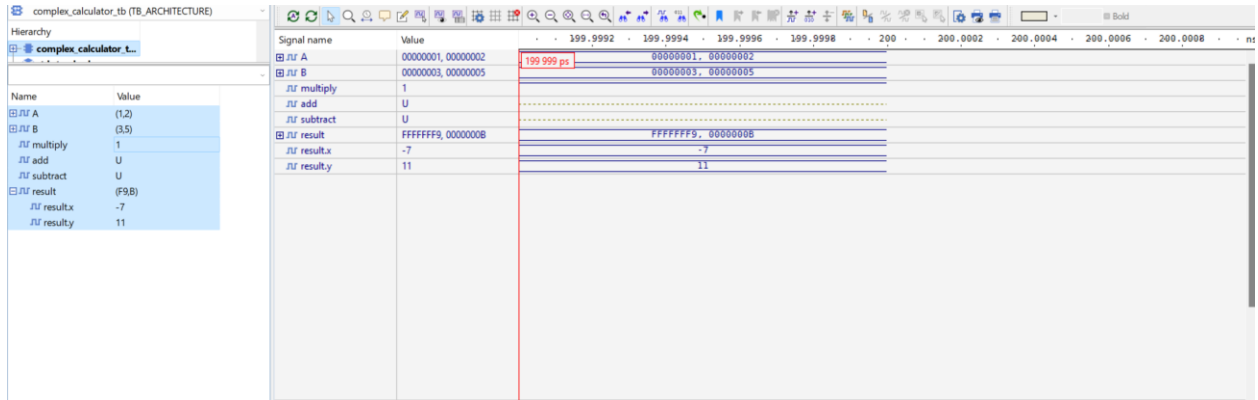 complex_calculator_tb (TB_ARCHITECTURE)
Hierarchy
complex_calculator_t...
Name Value
A (1,2)
B (3,5)
multiply 1
add U
subtract U
result (F9,B)
result.x -7
result.y 11
Bold
Signal name Value 199.9992 199.9994 199.9996 199.9998 200 200.0002 200.0004 200.0006 200.0008 ns
A 00000001, 00000002 00000001, 00000002
199 999 ps
B 00000003, 00000005 00000003, 00000005
multiply 1
add U
subtract U
result FFFFFFF9, 0000000B FFFFFFF9, 0000000B
result.x -7 -7
result.y 11 11